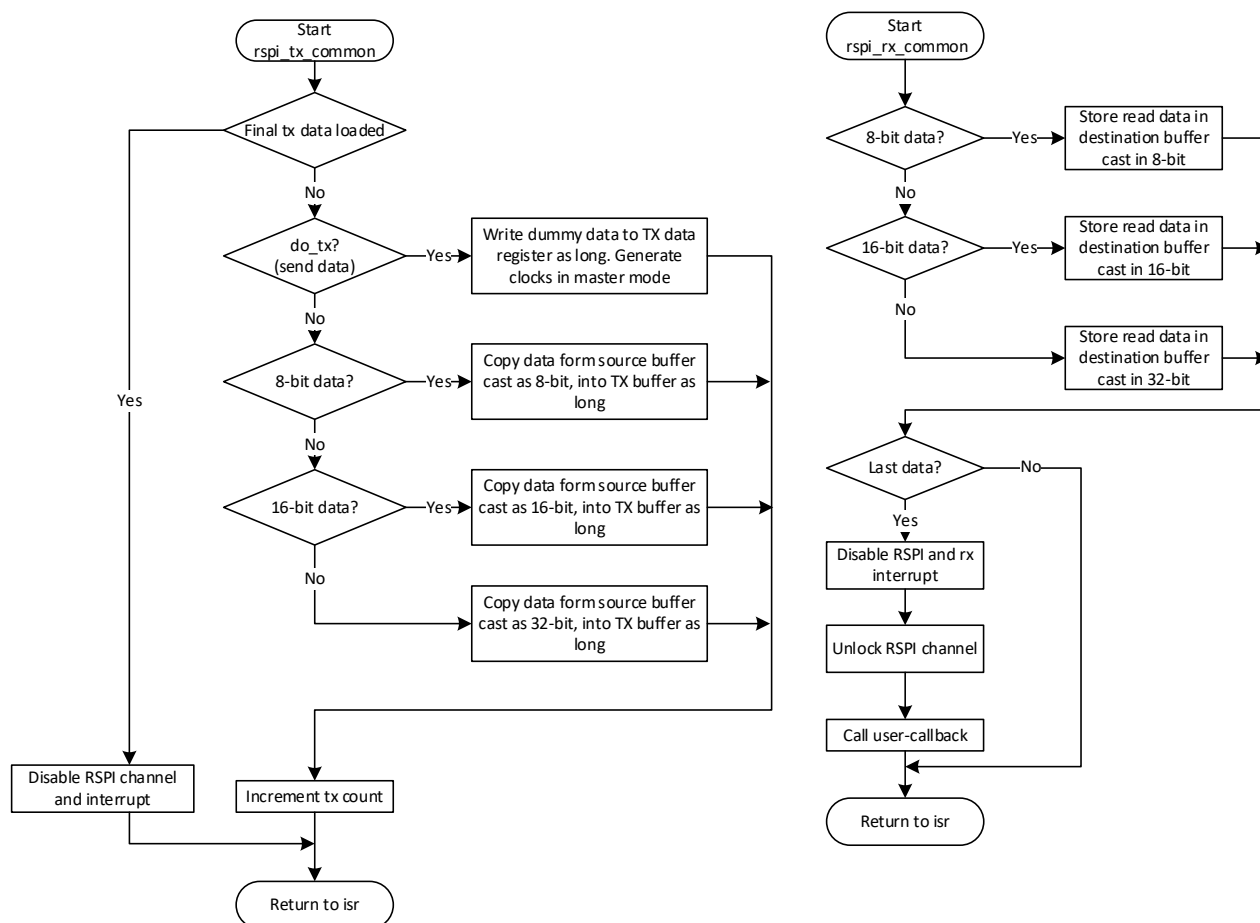 Start
rspi_tx_common
Final tx data loaded
No
do_tx?
(send data)
Yes
Write dummy data to TX data
register as long. Generate
clocks in master mode
No
8-bit data?
Yes
Copy data form source buffer
cast as 8-bit, into TX buffer as
long
Yes
No
16-bit data?
Yes
Copy data form source buffer
cast as 16-bit, into TX buffer as
long
No
Copy data form source buffer
cast as 32-bit, into TX buffer as
long
Disable RSPI channel
and interrupt
Increment tx count
Return to isr
Start
rspi_rx_common
8-bit data?
Yes
Store read data in
destination buffer
cast in 8-bit
No
16-bit data?
Yes
Store read data in
destination buffer
cast in 16-bit
No
Store read data in
destination buffer
cast in 32-bit
Last data?
No
Yes
Disable RSPI and rx
interrupt
Unlock RSPI channel
Call user-callback
Return to isr